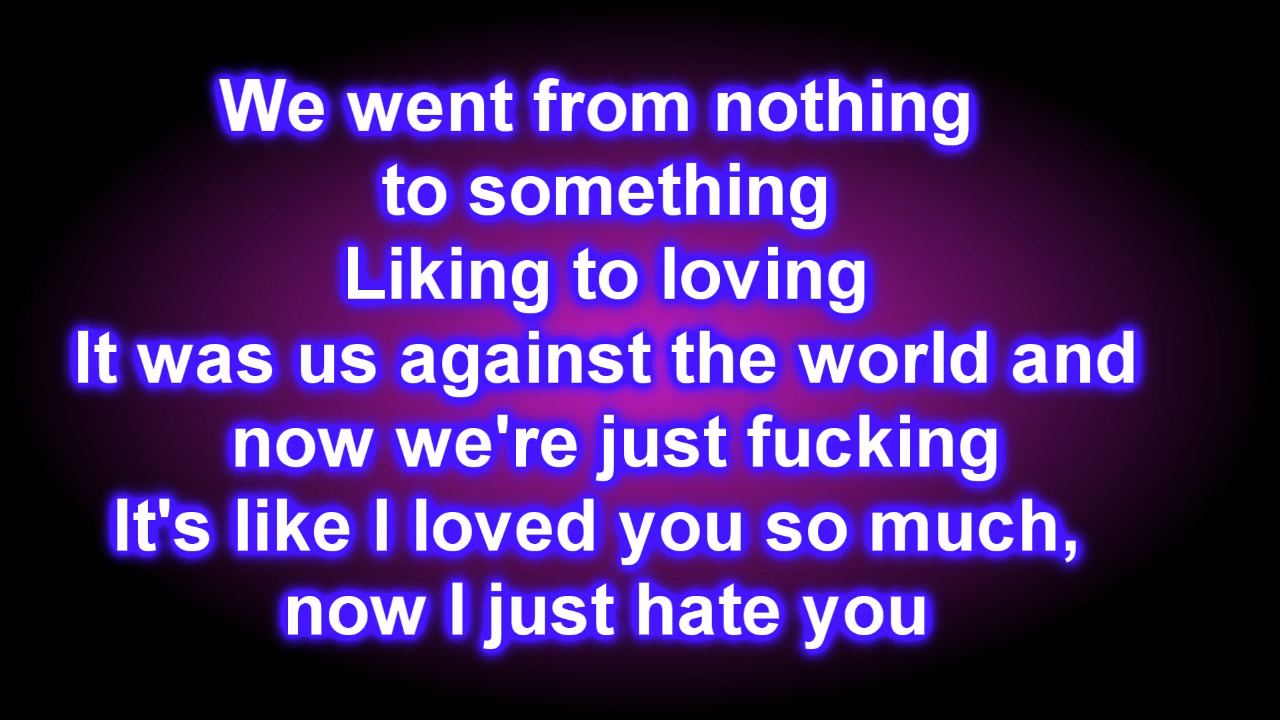 We went from nothing
to something
Liking to loving
It was us against the world and
now we're just fucking
It's like I loved you so much,
now I just hate you